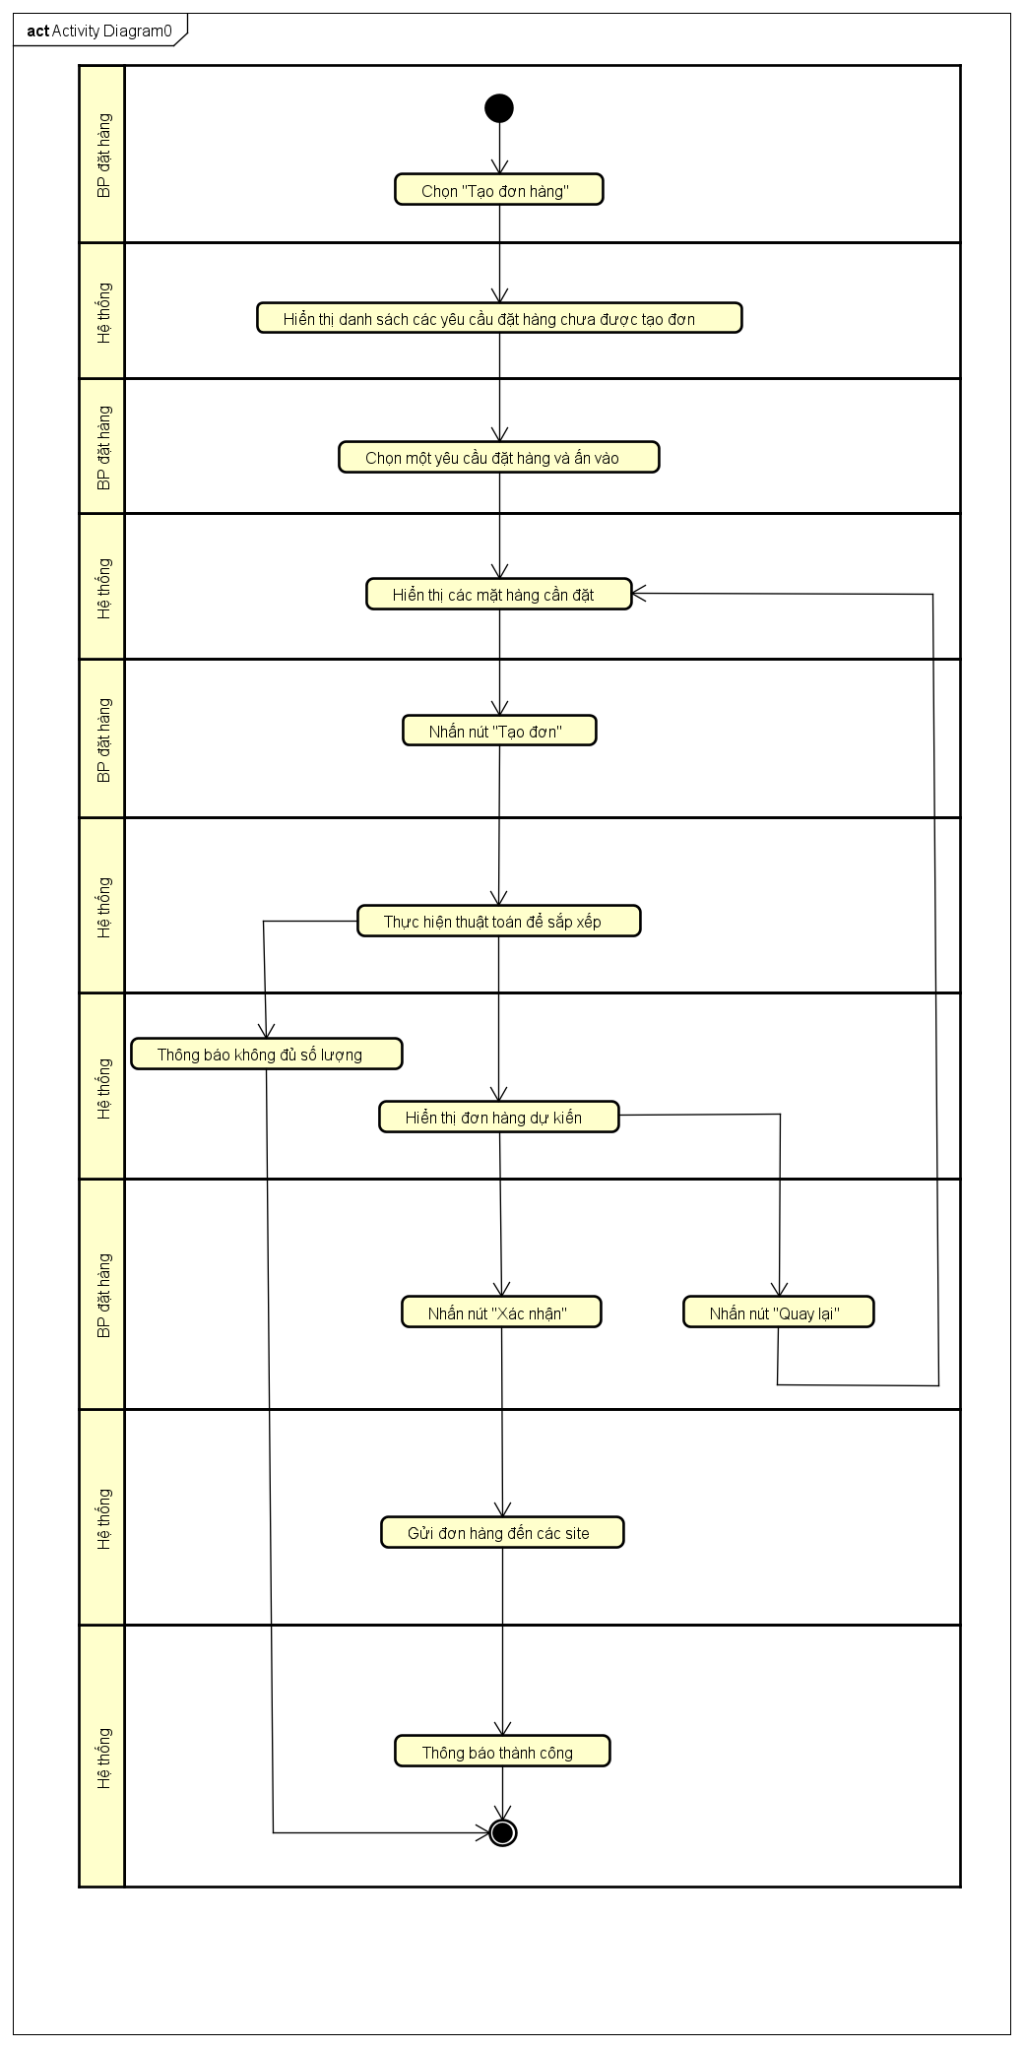 act Activity Diagram0
BP đặt hàng
Chọn "Tạo đơn hàng"
Hệ thống
Hiển thị danh sách các yêu cầu đặt hàng chưa được tạo đơn
BP đặt hàng
Chọn một yêu cầu đặt hàng và ấn vào
Hệ thống
Hiển thị các mặt hàng cần đặt
BP đặt hàng
Nhấn nút "Tạo đơn"
Hệ thống
Thực hiện thuật toán để sắp xếp
Hệ thống
Thông báo không đủ số lượng
Hiển thị đơn hàng dự kiến
BP đặt hàng
Nhấn nút "Xác nhận"
Nhấn nút "Quay lại"
Hệ thống
Gửi đơn hàng đến các site
Hệ thống
Thông báo thành công